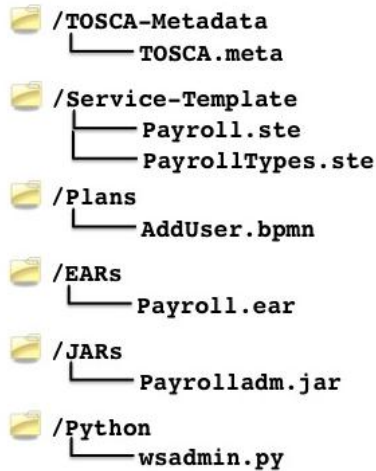 /TOSCA-Metadata
TOSCA.meta
/Service-Template
Payroll.ste
PayrollTypes.ste
/Plans
AddUser.bpmn
/EARs
Payroll.ear
/JARs
Payrolladm.jar
/Python
wsadmin.py